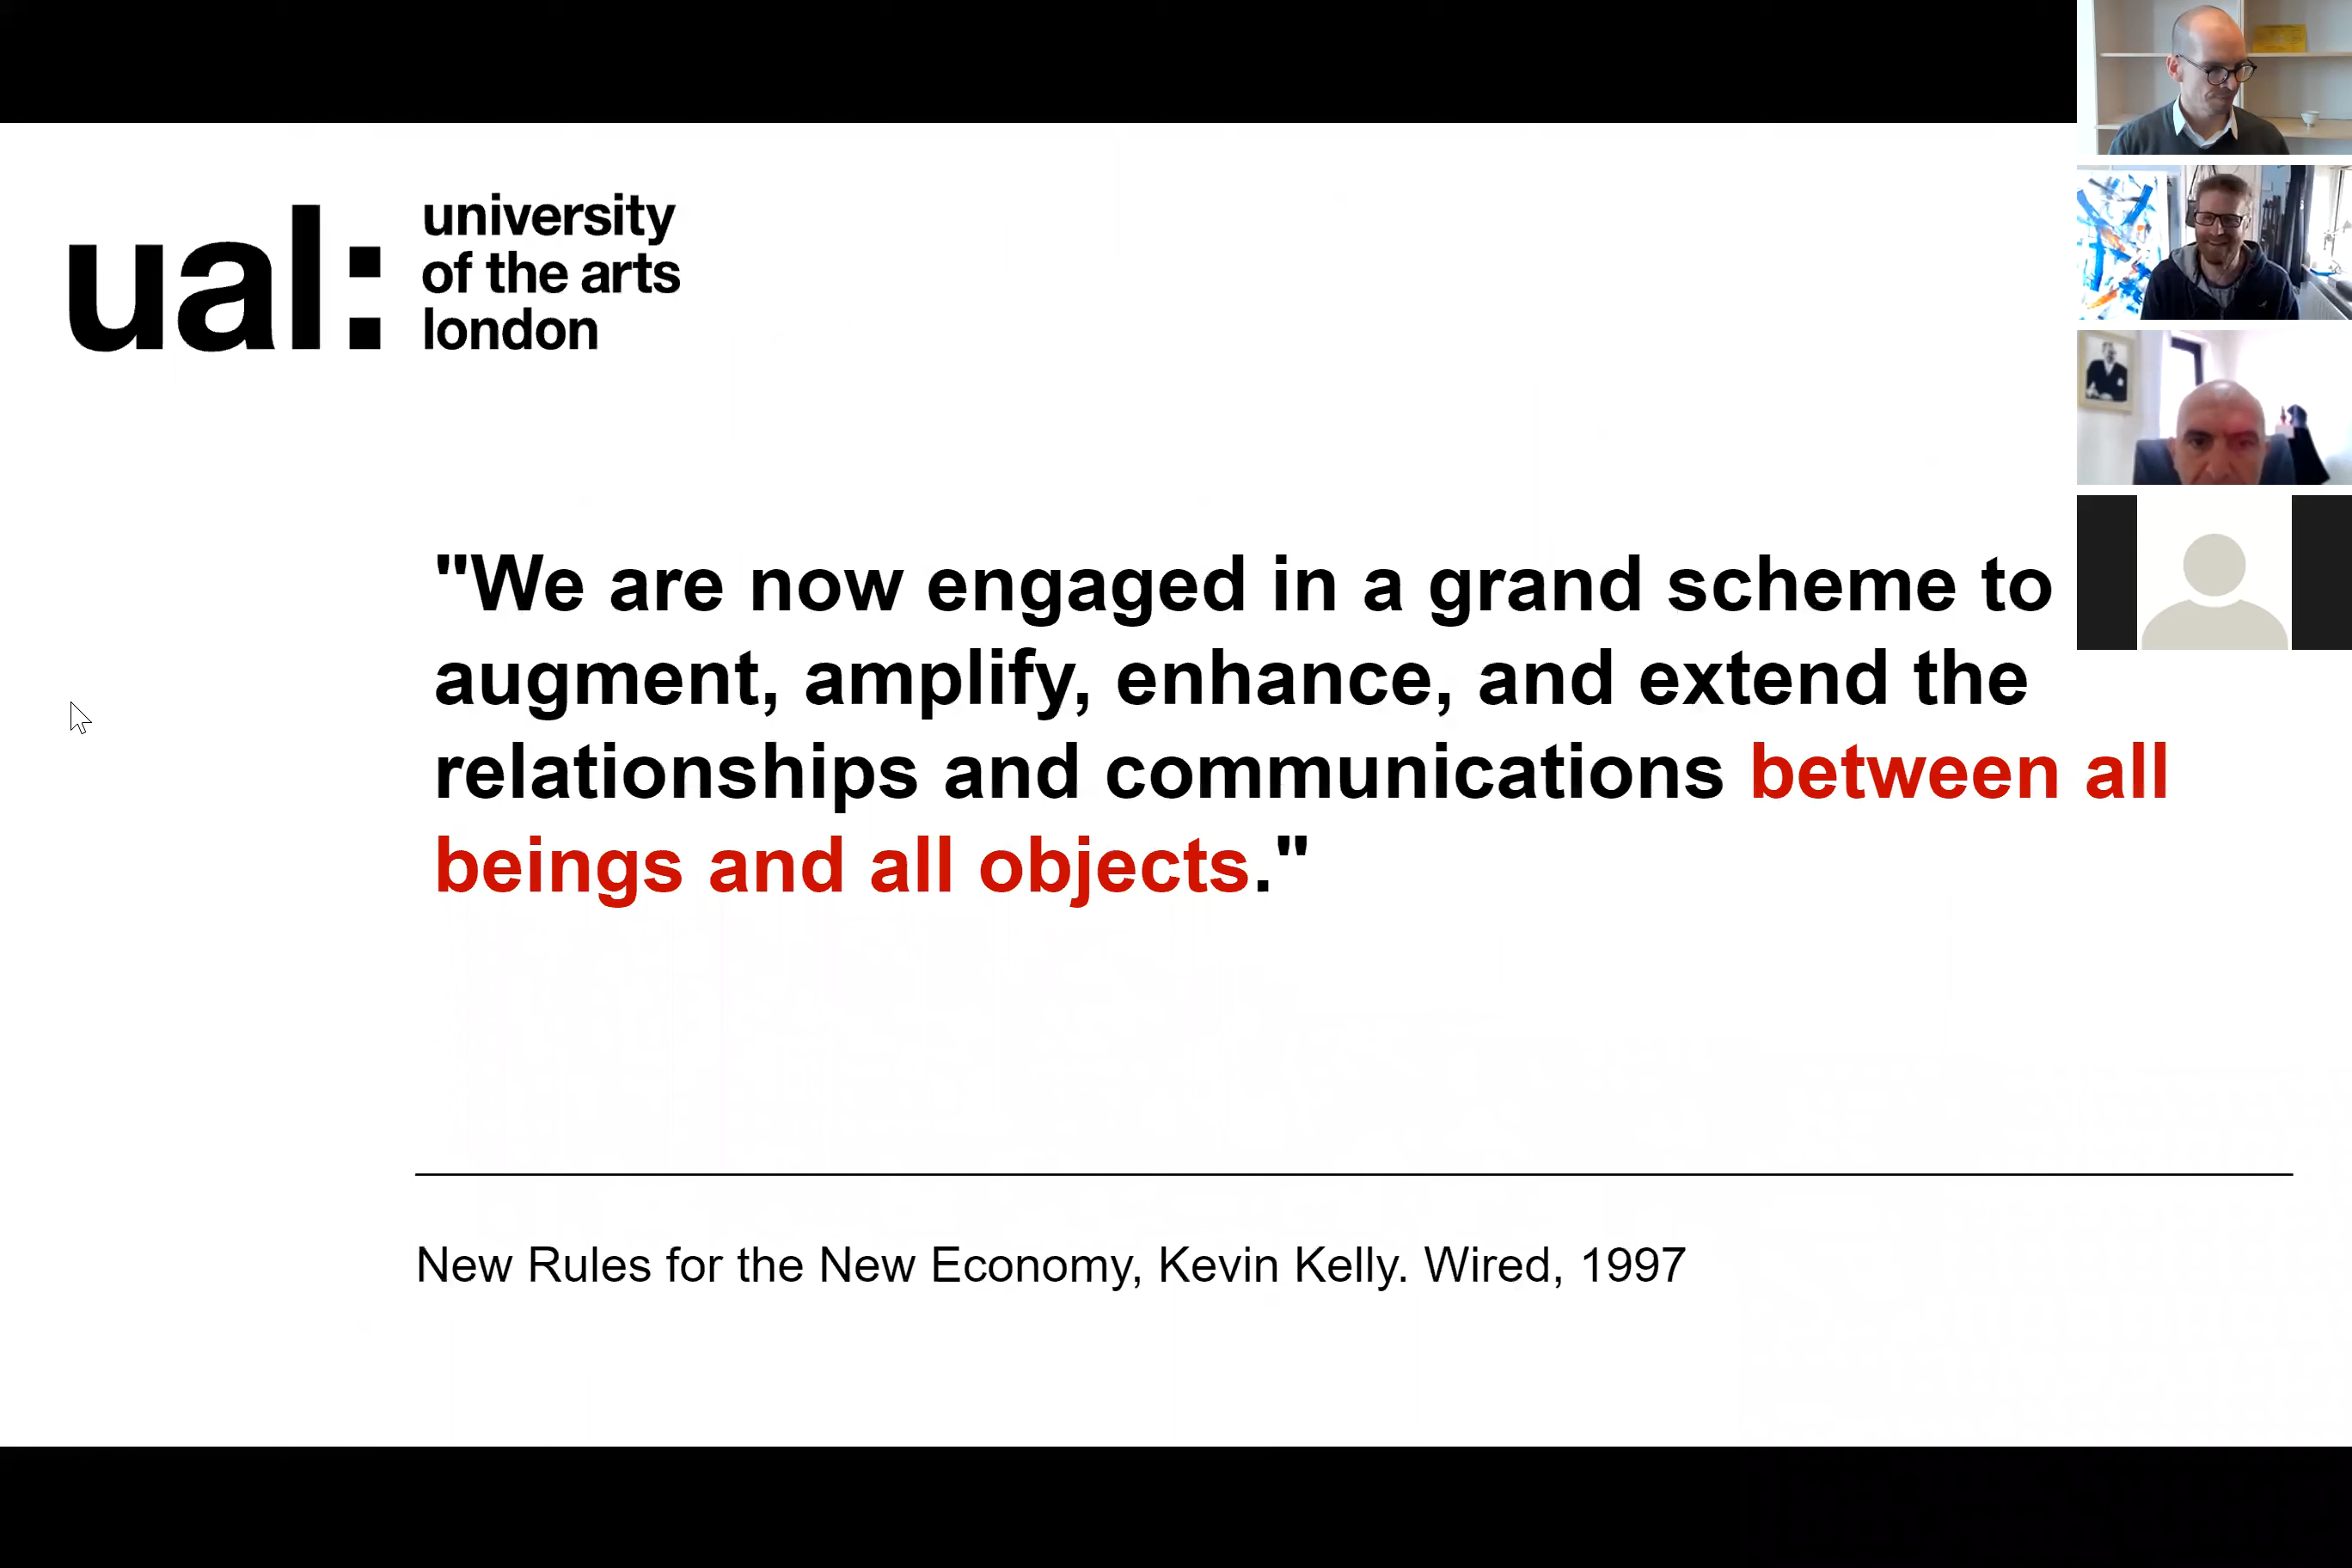 ual:
university
of the arts
london
"We are now engaged in a grand scheme to
augment, amplify, enhance, and extend the
relationships and communications between all
beings and all objects."
New Rules for the New Economy, Kevin Kelly. Wired, 1997